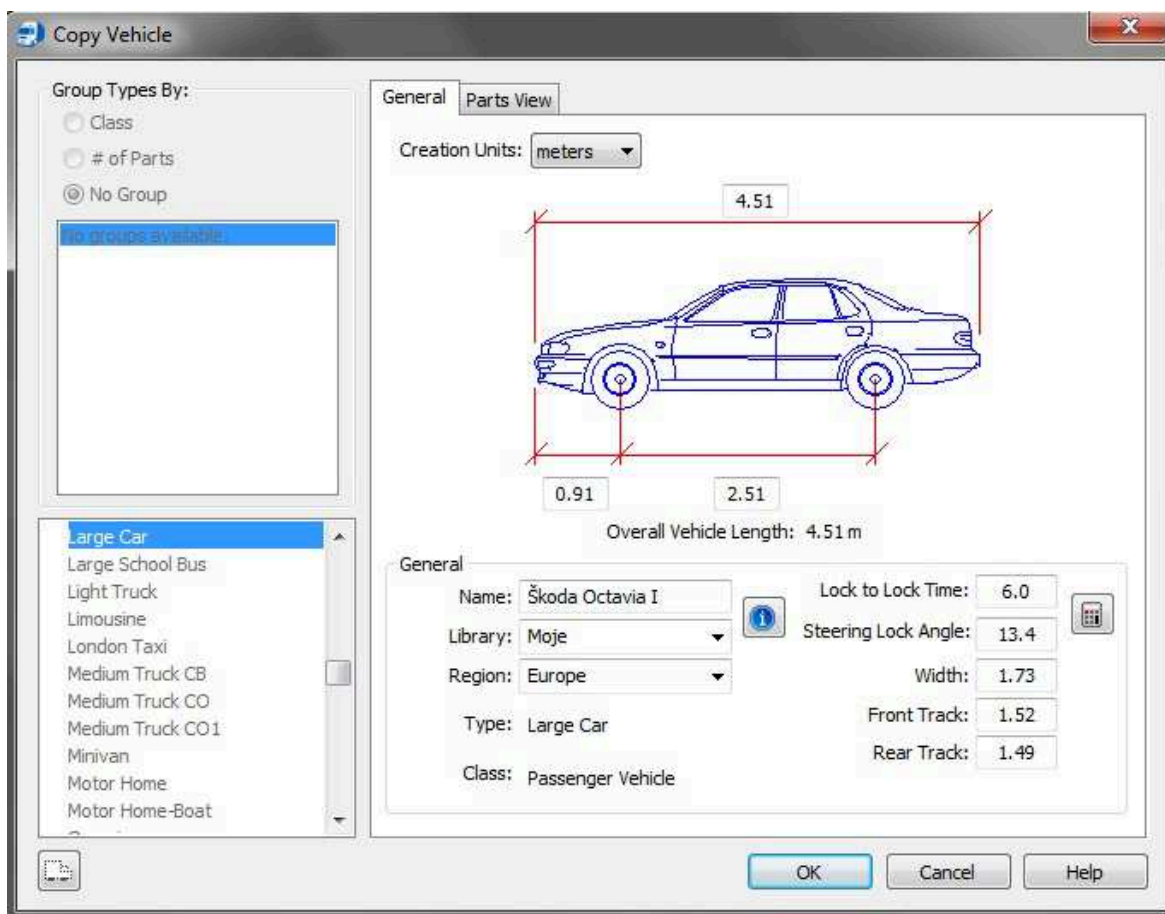 Copy Vehicle
Group Types By:
Class
# of Parts
No Group
No groups available.
Large Car
Large School Bus
Light Truck
Limousine
London Taxi
Medium Truck CB
Medium Truck CO
Medium Truck CO1
Minivan
Motor Home
Motor Home-Boat
General Parts View
Creation Units: meters
4.51
0.91 2.51
Overall Vehicle Length: 4.51 m
General
Name: Škoda Octavia I
Library: Moje
Region: Europe
Type: Large Car
Class: Passenger Vehicle
Lock to Lock Time: 6.0
Steering Lock Angle: 13.4
Width: 1.73
Front Track: 1.52
Rear Track: 1.49
OK Cancel Help